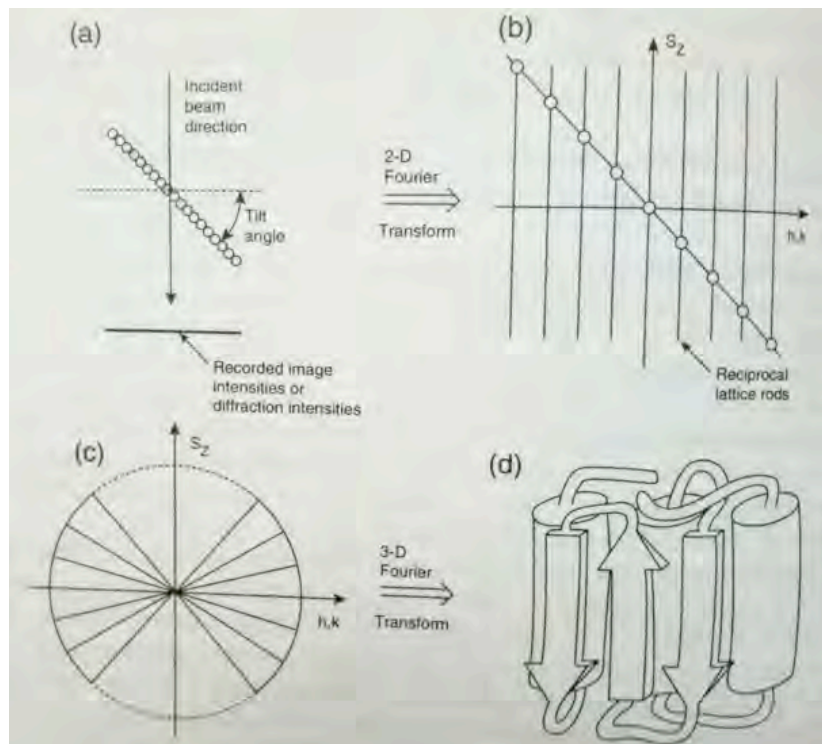 (a)
Incident
beam
direction
Tilt
angle
Recorded image
intensities or
diffraction intensities
2-D
Fourier
Transform
(b)
Sz
h,k
Reciprocal
lattice rods
(c)
Sz
h,k
3-D
Fourier
Transform
(d)